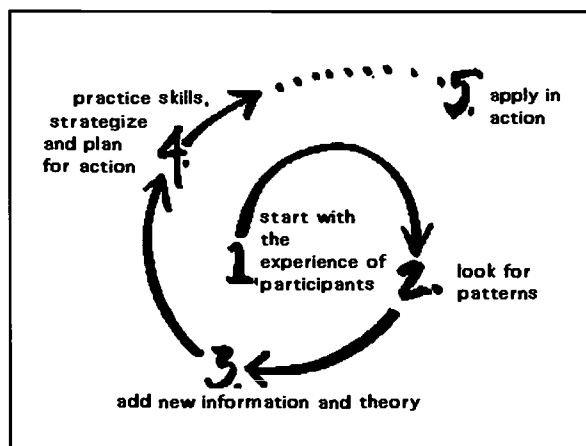 1. start with
the
experience of
participants
2. look for
patterns
3.
add new information and theory
4. practice skills,
strategize
and plan
for action
5. apply in
action